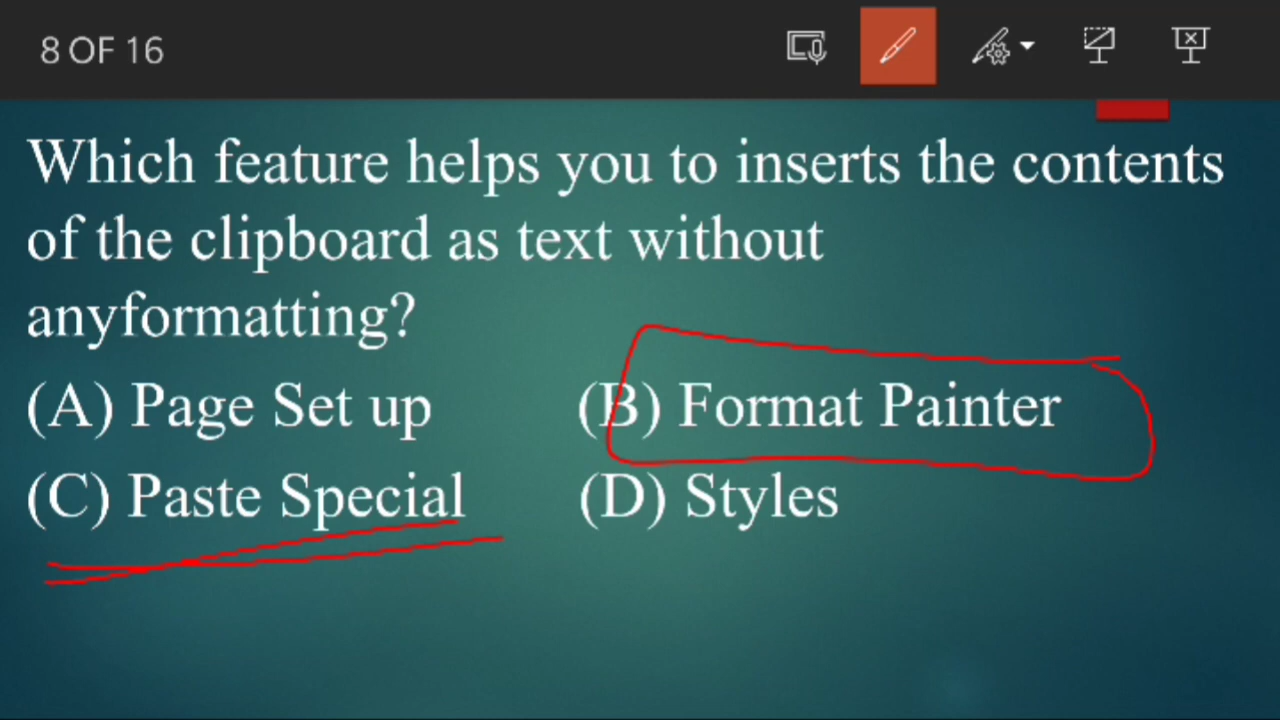 8 OF 16
Which feature helps you to inserts the contents
of the clipboard as text without
anyformatting?
(A) Page Set up (B) Format Painter
(C) Paste Special (D) Styles